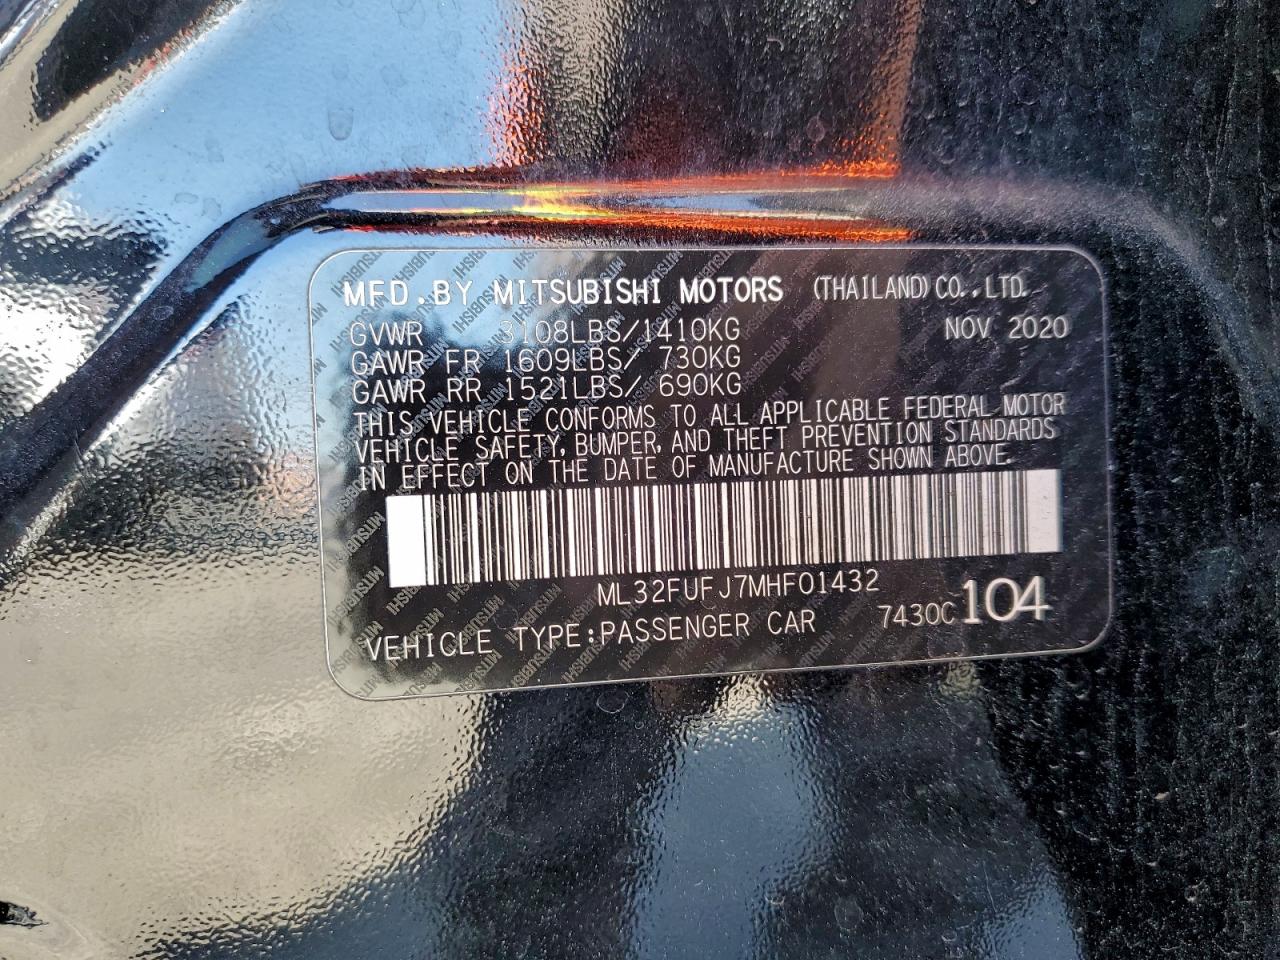 MFD.BY MITSUBISHI MOTORS (THAILAND) CO.,LTD.
GVWR 3108LBS/1410KG NOV 2020
GAWR FR 1609LBS/ 730KG
GAWR RR 1521LBS/ 690KG
THIS VEHICLE CONFORMS TO ALL APPLICABLE FEDERAL MOTOR
VEHICLE SAFETY, BUMPER, AND THEFT PREVENTION STANDARDS
IN EFFECT ON THE DATE OF MANUFACTURE SHOWN ABOVE.
ML32FUFJ7MHF01432
VEHICLE TYPE:PASSENGER CAR 7430C 104